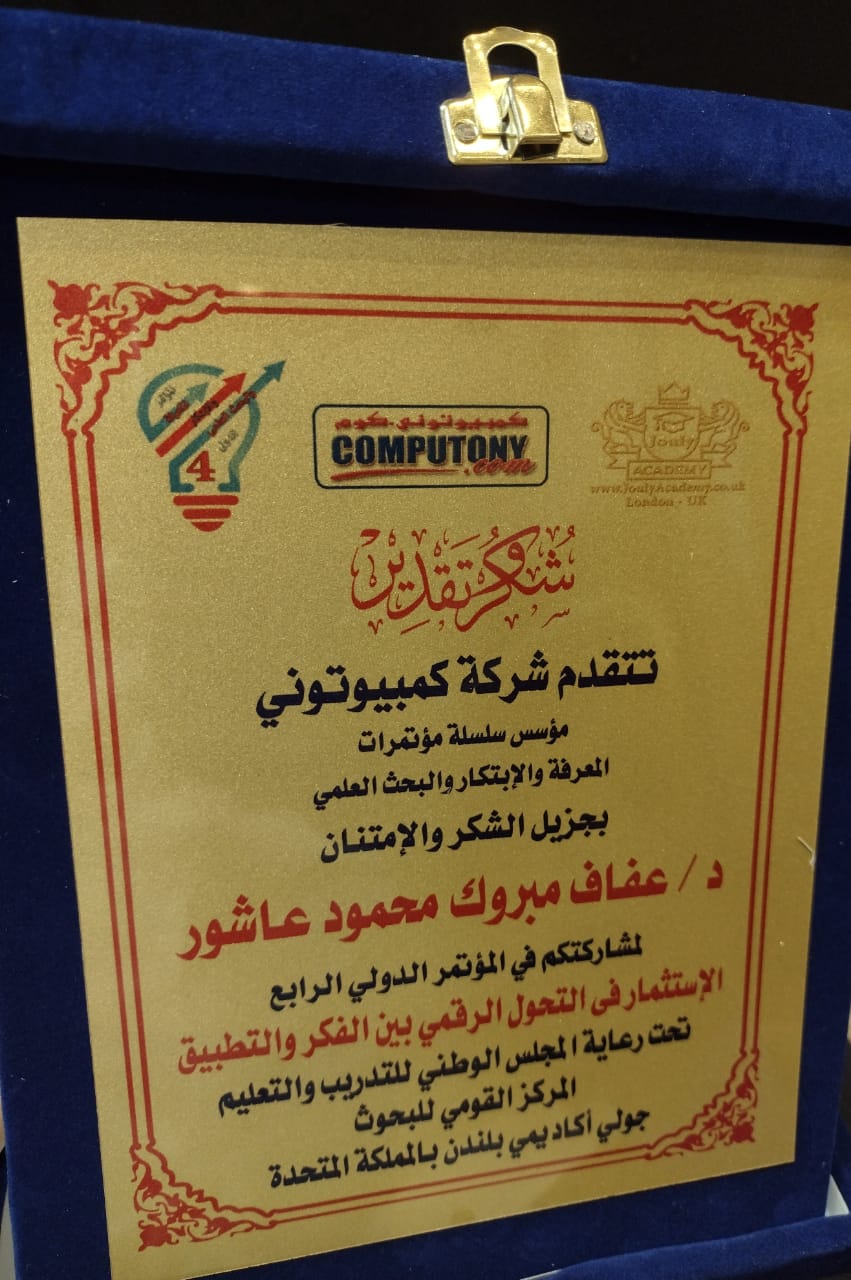 4
كمبيوتوني.كوم
COMPUTONY
.com
Jouly
ACADEMY
www.JoulyAcademy.co.uk
London - UK
شكر وتقدير
تتقدم شركة كمبيوتوني
مؤسس سلسلة مؤتمرات
المعرفة والإبتكار والبحث العلمي
بجزيل الشكر والإمتنان
د/ عفاف مبروك محمود عاشور
لمشاركتكم في المؤتمر الدولي الرابع
الإستثمار فى التحول الرقمي بين الفكر والتطبيق
تحت رعاية المجلس الوطني للتدريب والتعليم
المركز القومي للبحوث
جولي أكاديمي بلندن بالمملكة المتحدة